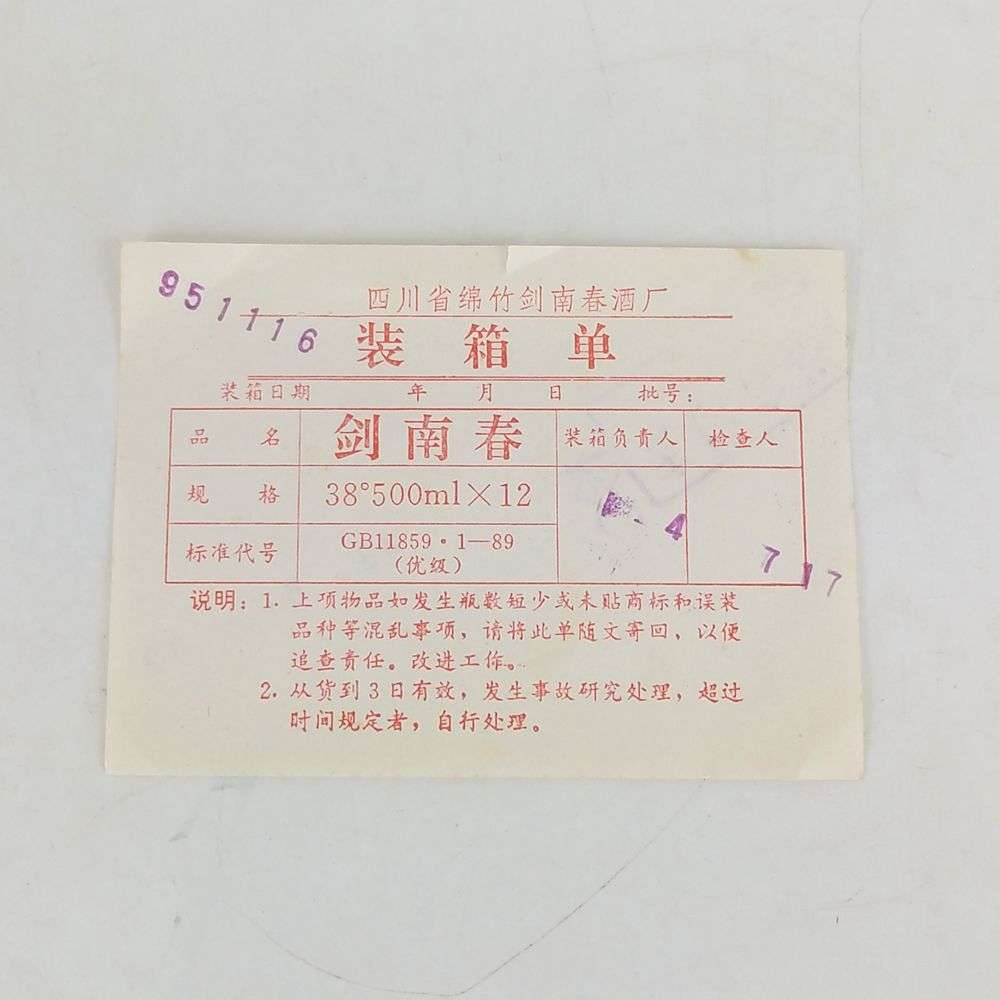 951116
四川省绵竹剑南春酒厂
装箱单
装箱日期 年 月 日 批号:
品名 剑南春 装箱负责人 检查人
规格 38°500ml×12
标准代号 GB11859·1—89
(优级)
4
717
说明:1. 上项物品如发生瓶数短少或未贴商标和误装
品种等混乱事项,请将此单随文寄回,以便
追查责任。改进工作。
2. 从货到3日有效,发生事故研究处理,超过
时间规定者,自行处理。